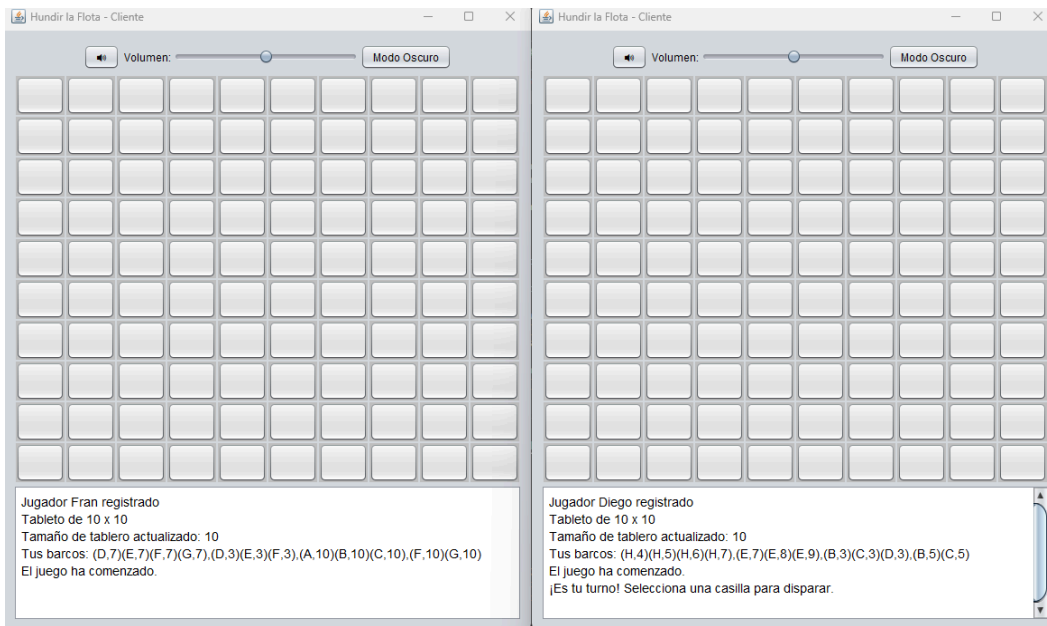 Hundir la Flota - Cliente
Volumen:
Modo Oscuro
Jugador Fran registrado
Tableto de 10 x 10
Tamaño de tablero actualizado: 10
Tus barcos: (D,7)(E,7)(F,7)(G,7),(D,3)(E,3)(F,3),(A,10)(B,10)(C,10),(F,10)(G,10)
El juego ha comenzado.
Hundir la Flota - Cliente
Volumen:
Modo Oscuro
Jugador Diego registrado
Tableto de 10 x 10
Tamaño de tablero actualizado: 10
Tus barcos: (H,4)(H,5)(H,6)(H,7),(E,7)(E,8)(E,9),(B,3)(C,3)(D,3),(B,5)(C,5)
El juego ha comenzado.
¡Es tu turno! Selecciona una casilla para disparar.